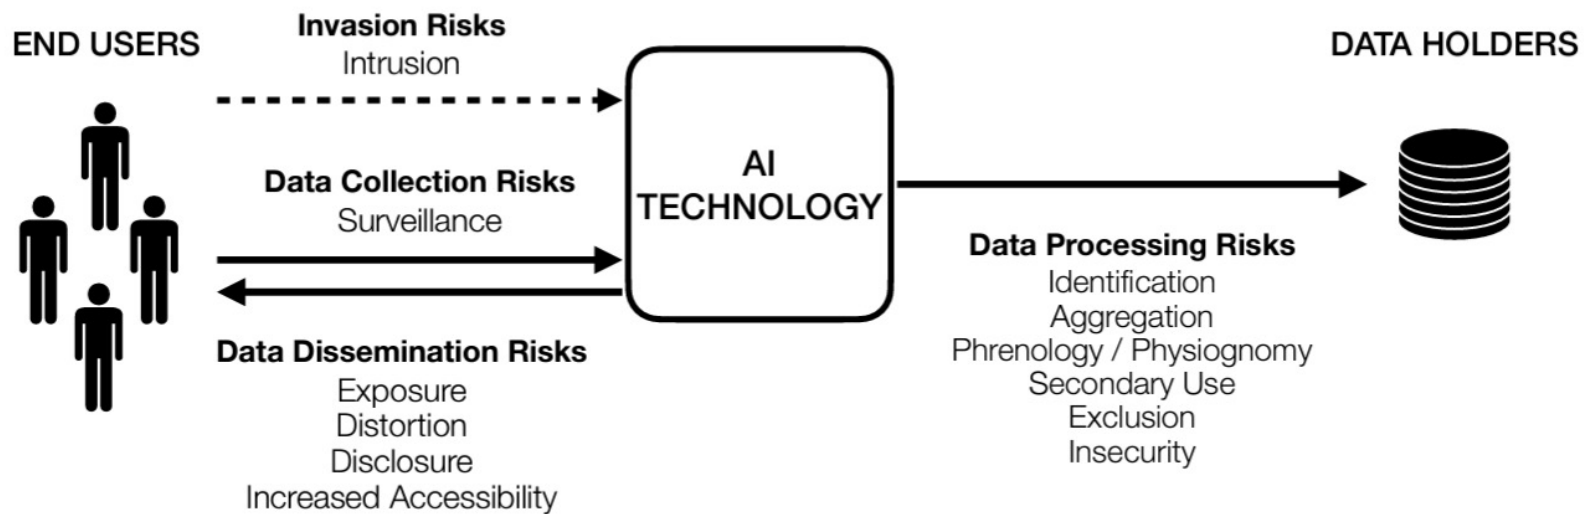 END USERS
Invasion Risks
Intrusion
Data Collection Risks
Surveillance
Data Dissemination Risks
Exposure
Distortion
Disclosure
Increased Accessibility
AI
TECHNOLOGY
DATA HOLDERS
Data Processing Risks
Identification
Aggregation
Phrenology / Physiognomy
Secondary Use
Exclusion
Insecurity